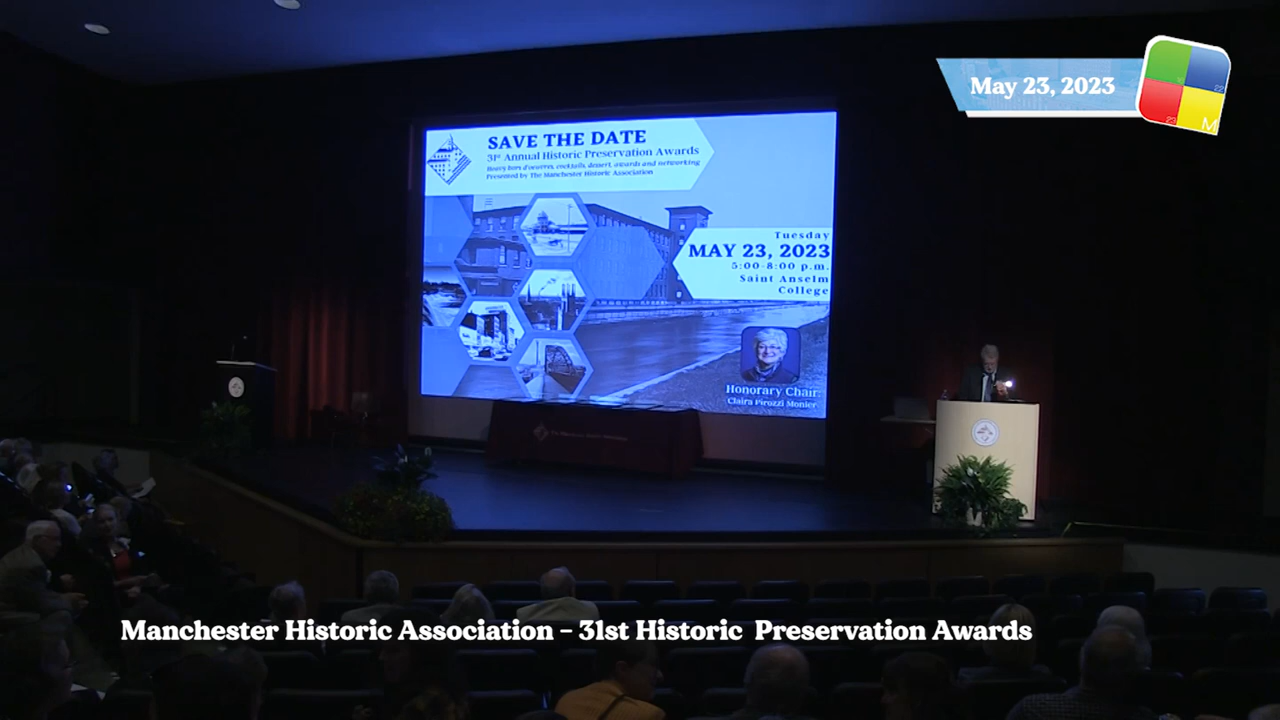 May 23, 2023
SAVE THE DATE
31st Annual Historic Preservation Awards
Heavy hors d'oeuvres, cocktails, dessert, awards and networking
Presented by The Manchester Historic Association
Tuesday
MAY 23, 2023
5:00-8:00 p.m.
Saint Anselm
College
Honorary Chair
Claira Pirozzi Monier
Manchester Historic Association – 31st Historic Preservation Awards
M